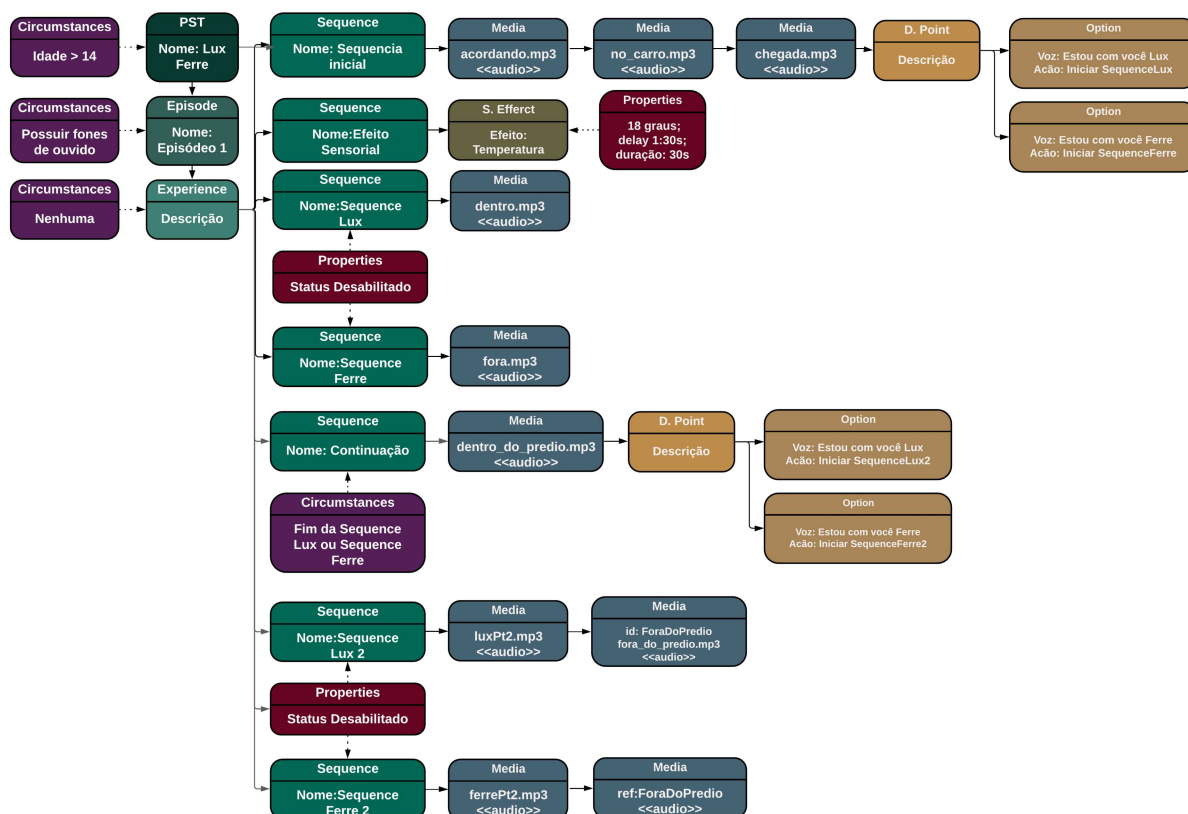 Circumstances
Idade > 14
PST
Nome: Lux
Ferre
Sequence
Nome: Sequencia
inicial
Media
acordando.mp3
<<audio>>
Media
no_carro.mp3
<<audio>>
Media
chegada.mp3
<<audio>>
D. Point
Descrição
Option
Voz: Estou com você Lux
Acão: Iniciar SequenceLux
Option
Voz: Estou com você Ferre
Acão: Iniciar SequenceFerre
Circumstances
Possuir fones
de ouvido
Episode
Nome:
Episódeo 1
Sequence
Nome:Efeito
Sensorial
S. Efferct
Efeito:
Temperatura
Properties
18 graus;
delay 1:30s;
duração: 30s
Circumstances
Nenhuma
Experience
Descrição
Sequence
Nome:Sequence
Lux
Media
dentro.mp3
<<audio>>
Properties
Status Desabilitado
Sequence
Nome:Sequence
Ferre
Media
fora.mp3
<<audio>>
Sequence
Nome: Continuação
Media
dentro_do_predio.mp3
<<audio>>
D. Point
Descrição
Option
Voz: Estou com você Lux
Acão: Iniciar SequenceLux2
Option
Voz: Estou com você Ferre
Acão: Iniciar SequenceFerre2
Circumstances
Fim da Sequence
Lux ou Sequence
Ferre
Sequence
Nome:Sequence
Lux 2
Media
luxPt2.mp3
<<audio>>
Media
id: ForaDoPredio
fora_do_predio.mp3
<<audio>>
Properties
Status Desabilitado
Sequence
Nome:Sequence
Ferre 2
Media
ferrePt2.mp3
<<audio>>
Media
ref:ForaDoPredio
<<audio>>